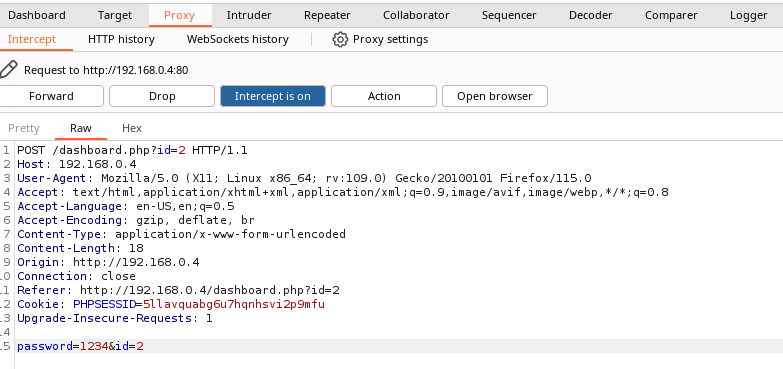 Dashboard Target Proxy Intruder Repeater Collaborator Sequencer Decoder Comparer Logger
Intercept HTTP history WebSockets history Proxy settings
Request to http://192.168.0.4:80
Forward Drop Intercept is on Action Open browser
Pretty Raw Hex
1 POST /dashboard.php?id=2 HTTP/1.1
2 Host: 192.168.0.4
3 User-Agent: Mozilla/5.0 (X11; Linux x86_64; rv:109.0) Gecko/20100101 Firefox/115.0
4 Accept: text/html,application/xhtml+xml,application/xml;q=0.9,image/avif,image/webp,*/*;q=0.8
5 Accept-Language: en-US,en;q=0.5
6 Accept-Encoding: gzip, deflate, br
7 Content-Type: application/x-www-form-urlencoded
8 Content-Length: 18
9 Origin: http://192.168.0.4
10 Connection: close
11 Referer: http://192.168.0.4/dashboard.php?id=2
12 Cookie: PHPSESSID=5llavquabg6u7hqnhsvi2p9mfu
13 Upgrade-Insecure-Requests: 1
14
15 password=1234&id=2